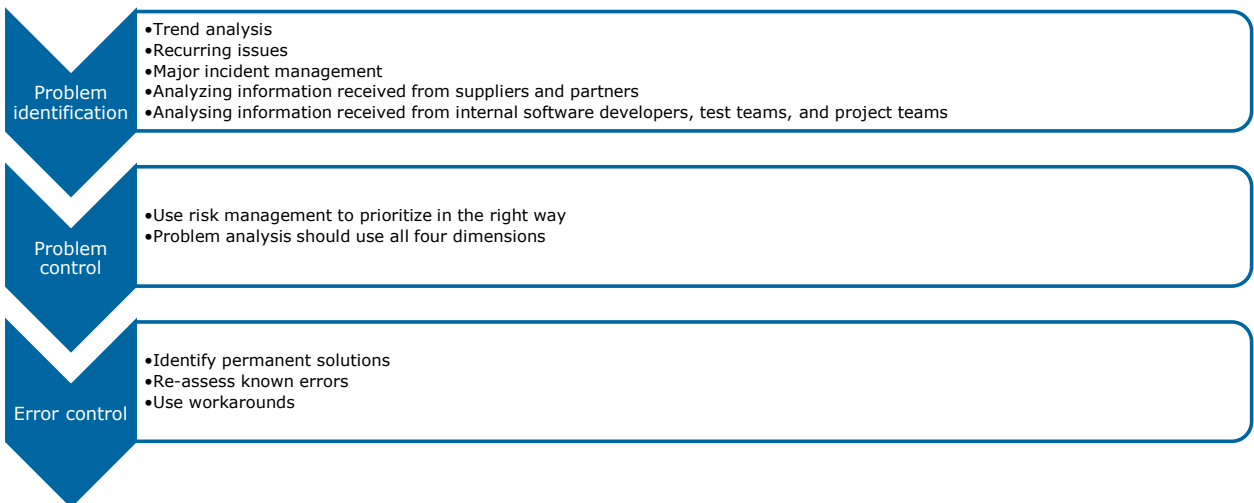 Problem
identification
•Trend analysis
•Recurring issues
•Major incident management
•Analyzing information received from suppliers and partners
•Analysing information received from internal software developers, test teams, and project teams
Problem
control
•Use risk management to prioritize in the right way
•Problem analysis should use all four dimensions
Error control
•Identify permanent solutions
•Re-assess known errors
•Use workarounds